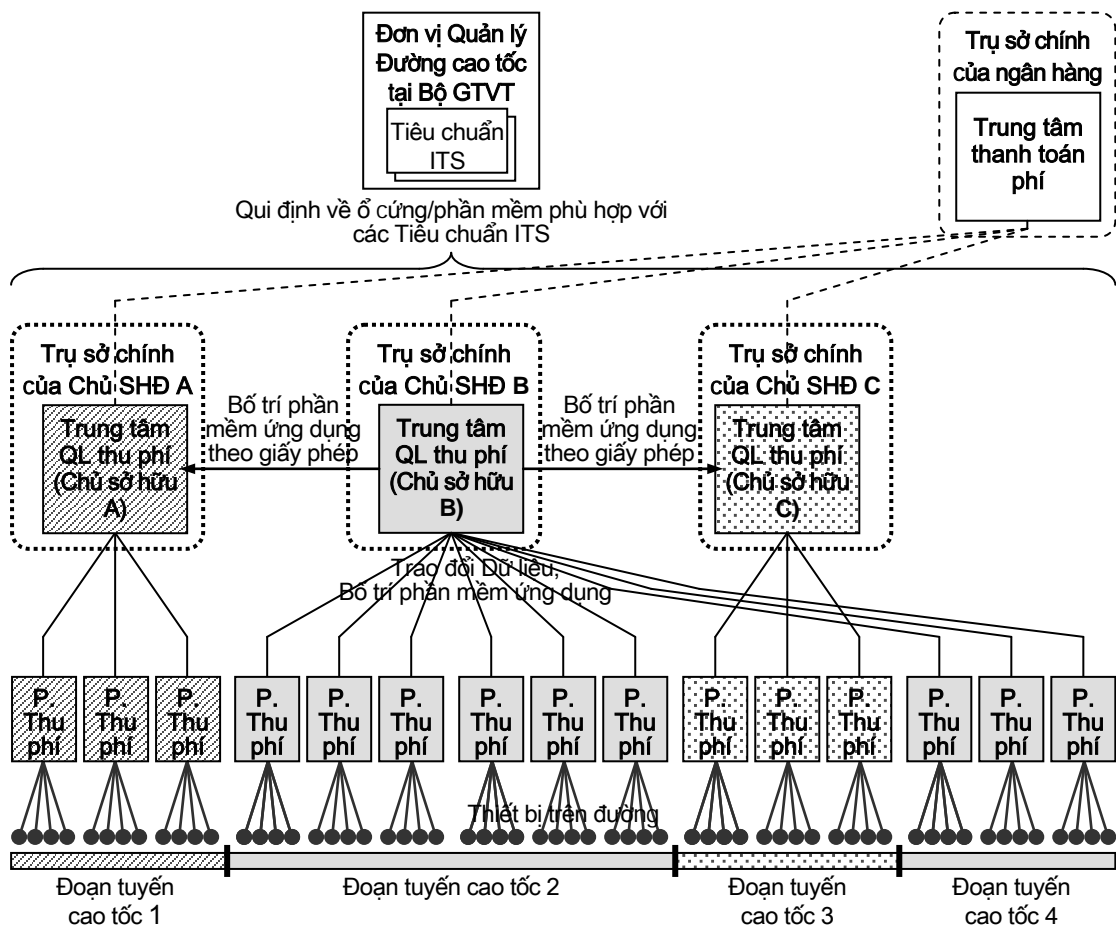 Đơn vị Quản lý
Đường cao tốc
tại Bộ GTVT
Tiêu chuẩn
ITS
Trụ sở chính
của ngân hàng
Trung tâm
thanh toán
phí
Qui định về ổ cứng/phần mềm phù hợp với
các Tiêu chuẩn ITS
Trụ sở chính
của Chủ SHĐ A
Trung tâm
QL thu phí
(Chủ sở hữu
A)
Bố trí phần
mềm ứng dụng
theo giấy phép
Trụ sở chính
của Chủ SHĐ B
Trung tâm
QL thu phí
(Chủ sở hữu
B)
Bố trí phần
mềm ứng dụng
theo giấy phép
Trụ sở chính
của Chủ SHĐ C
Trung tâm
QL thu phí
(Chủ sở hữu
C)
Trao đổi Dữ liệu,
Bố trí phần mềm ứng dụng
P.
Thu
phí
P.
Thu
phí
P.
Thu
phí
P.
Thu
phí
P.
Thu
phí
P.
Thu
phí
P.
Thu
phí
P.
Thu
phí
P.
Thu
phí
P.
Thu
phí
P.
Thu
phí
P.
Thu
phí
P.
Thu
phí
P.
Thu
phí
P.
Thu
phí
Thiết bị trên đường
Đoạn tuyến
cao tốc 1
Đoạn tuyến cao tốc 2
Đoạn tuyến
cao tốc 3
Đoạn tuyến
cao tốc 4